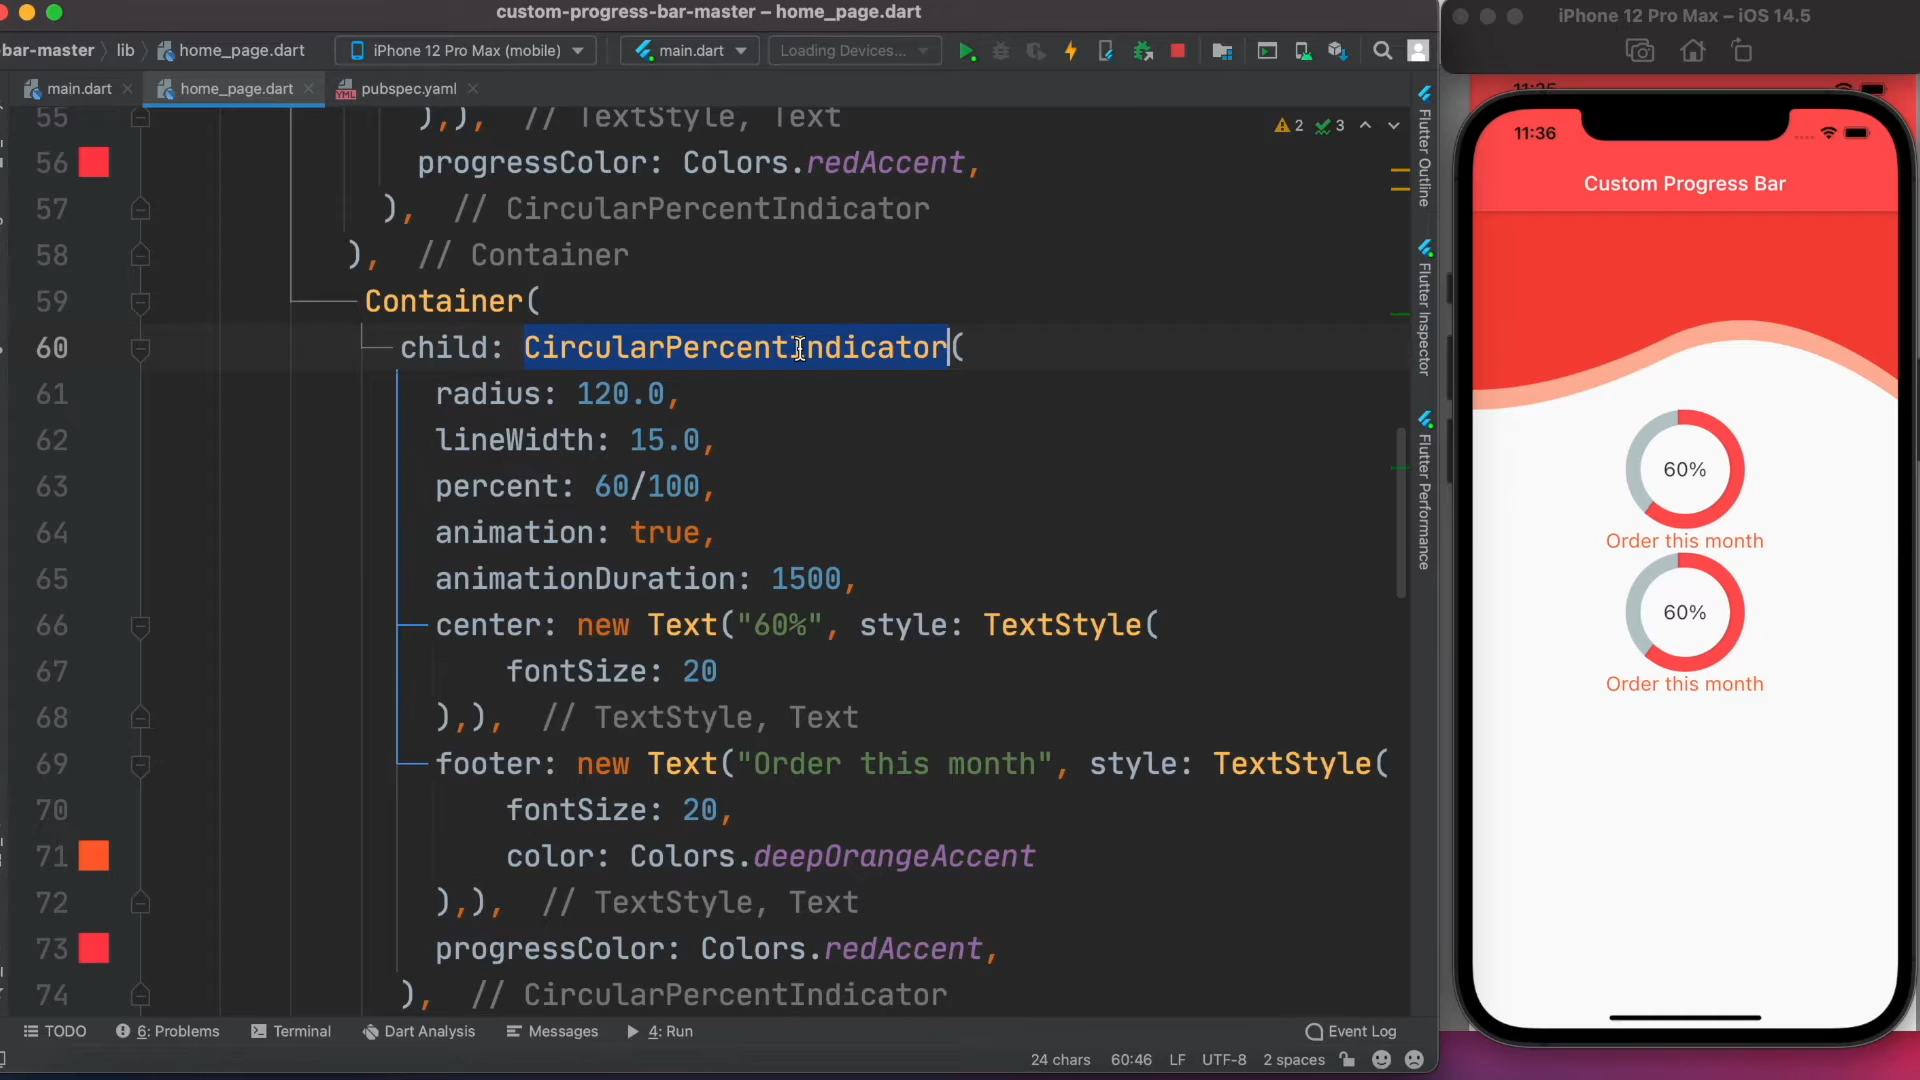 custom-progress-bar-master – home_page.dart
-bar-master
lib
home_page.dart
iPhone 12 Pro Max (mobile)
main.dart
Loading Devices...
main.dart
home_page.dart
pubspec.yaml
2
3
55 ),), // TextStyle, Text
56 progressColor: Colors.redAccent,
57 ), // CircularPercentIndicator
58 ), // Container
59 Container(
60 child: CircularPercentIndicator(
61 radius: 120.0,
62 lineWidth: 15.0,
63 percent: 60/100,
64 animation: true,
65 animationDuration: 1500,
66 center: new Text("60%", style: TextStyle(
67 fontSize: 20
68 ),), // TextStyle, Text
69 footer: new Text("Order this month", style: TextStyle(
70 fontSize: 20,
71 color: Colors.deepOrangeAccent
72 ),), // TextStyle, Text
73 progressColor: Colors.redAccent,
74 ), // CircularPercentIndicator
Flutter Outline
Flutter Inspector
Flutter Performance
TODO
6: Problems
Terminal
Dart Analysis
Messages
4: Run
Event Log
24 chars
60:46
LF
UTF-8
2 spaces
iPhone 12 Pro Max – iOS 14.5
11:36
Custom Progress Bar
60%
Order this month
60%
Order this month